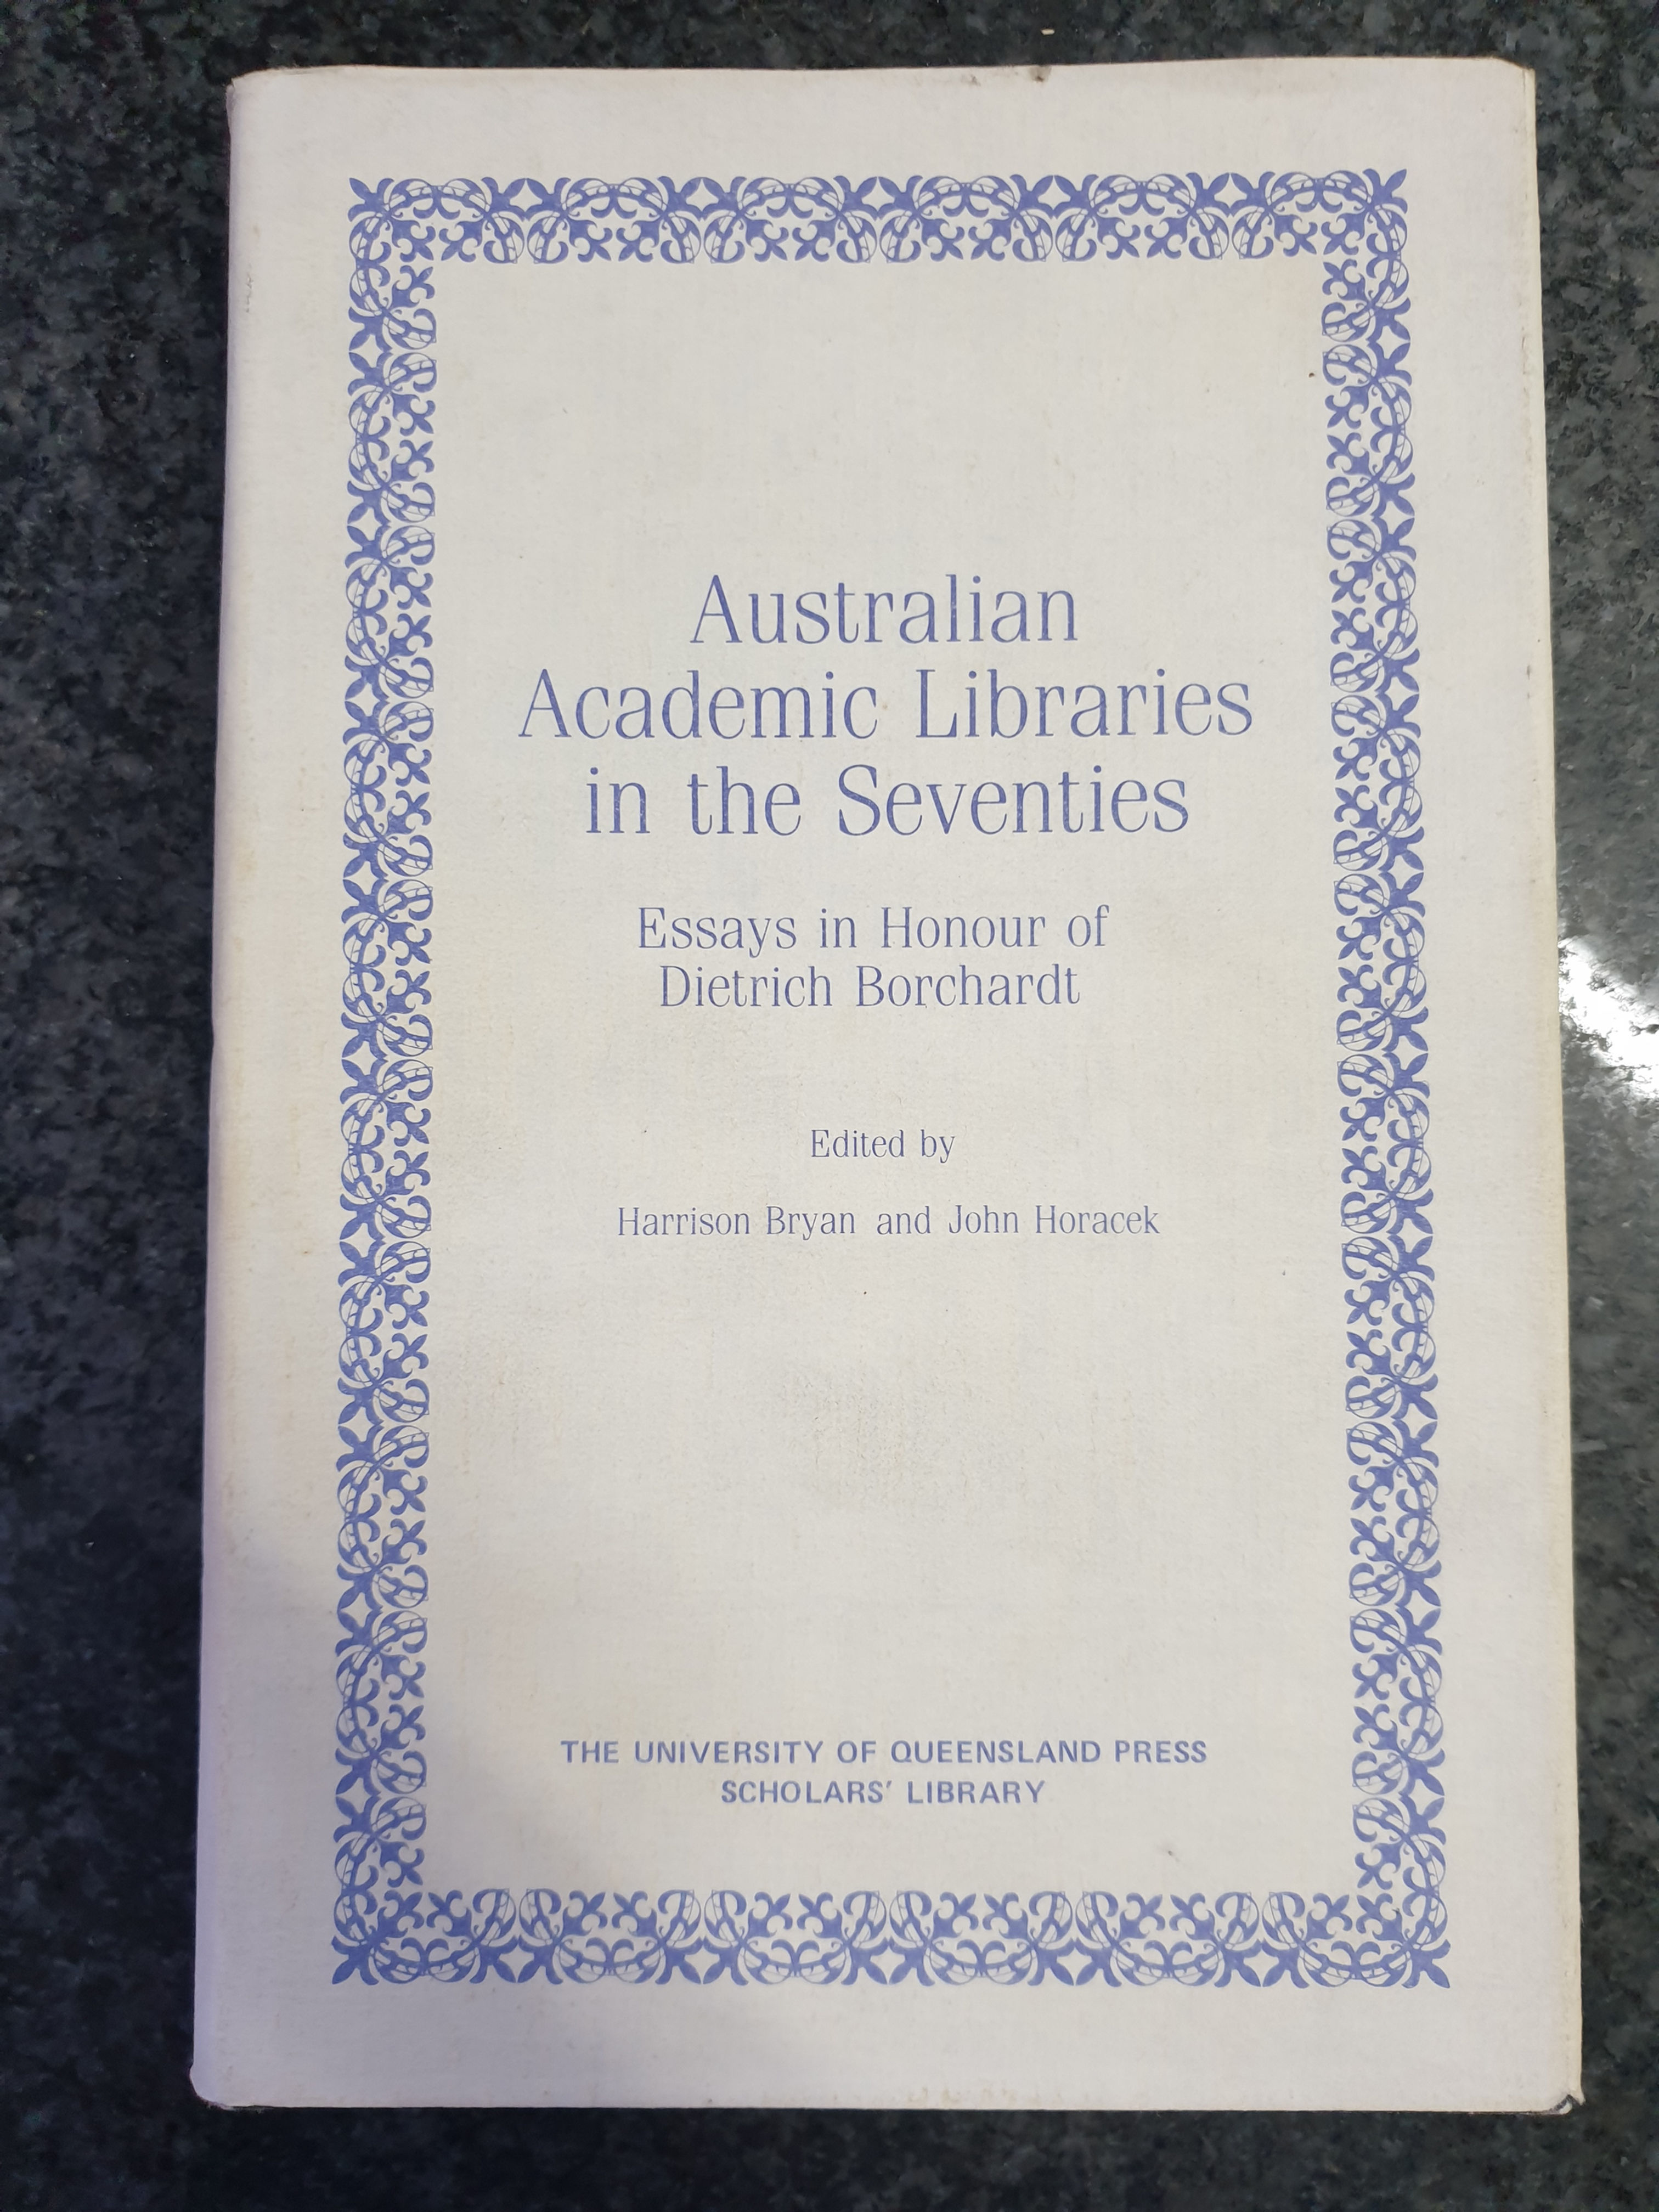 Australian
Academic Libraries
in the Seventies
Essays in Honour of
Dietrich Borchardt
Edited by
Harrison Bryan and John Horacek
THE UNIVERSITY OF QUEENSLAND PRESS
SCHOLARS' LIBRARY